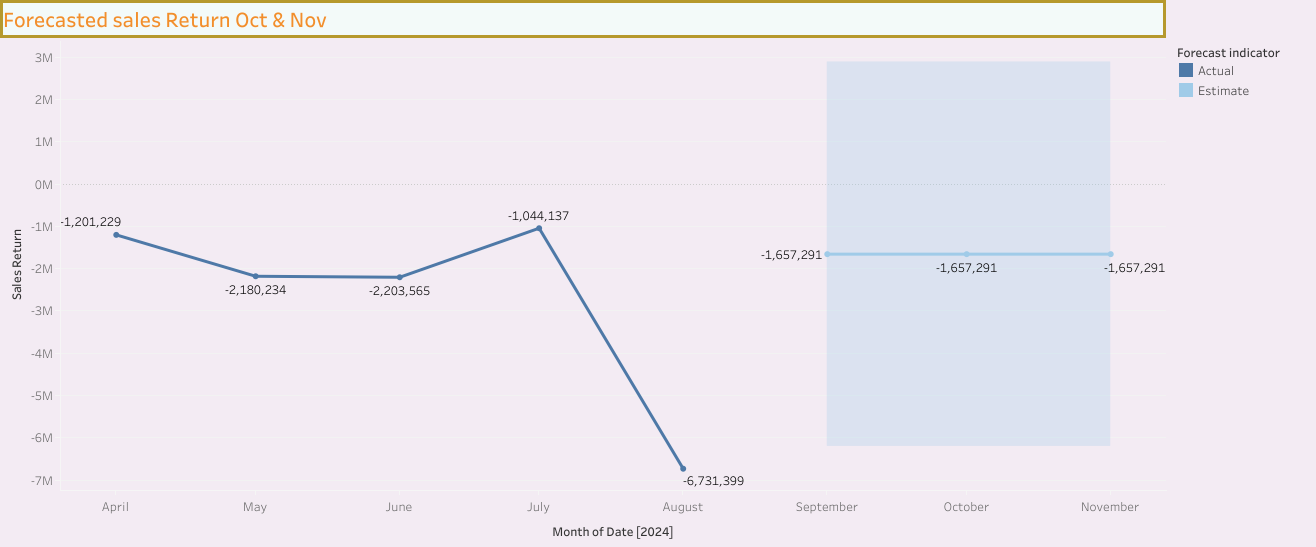 Forecasted sales Return Oct & Nov
Forecast indicator
Actual
Estimate
Sales Return
3M
2M
1M
0M
-1M
-2M
-3M
-4M
-5M
-6M
-7M
-1,201,229
-2,180,234
-2,203,565
-1,044,137
-6,731,399
-1,657,291
-1,657,291
-1,657,291
April May June July August September October November
Month of Date [2024]